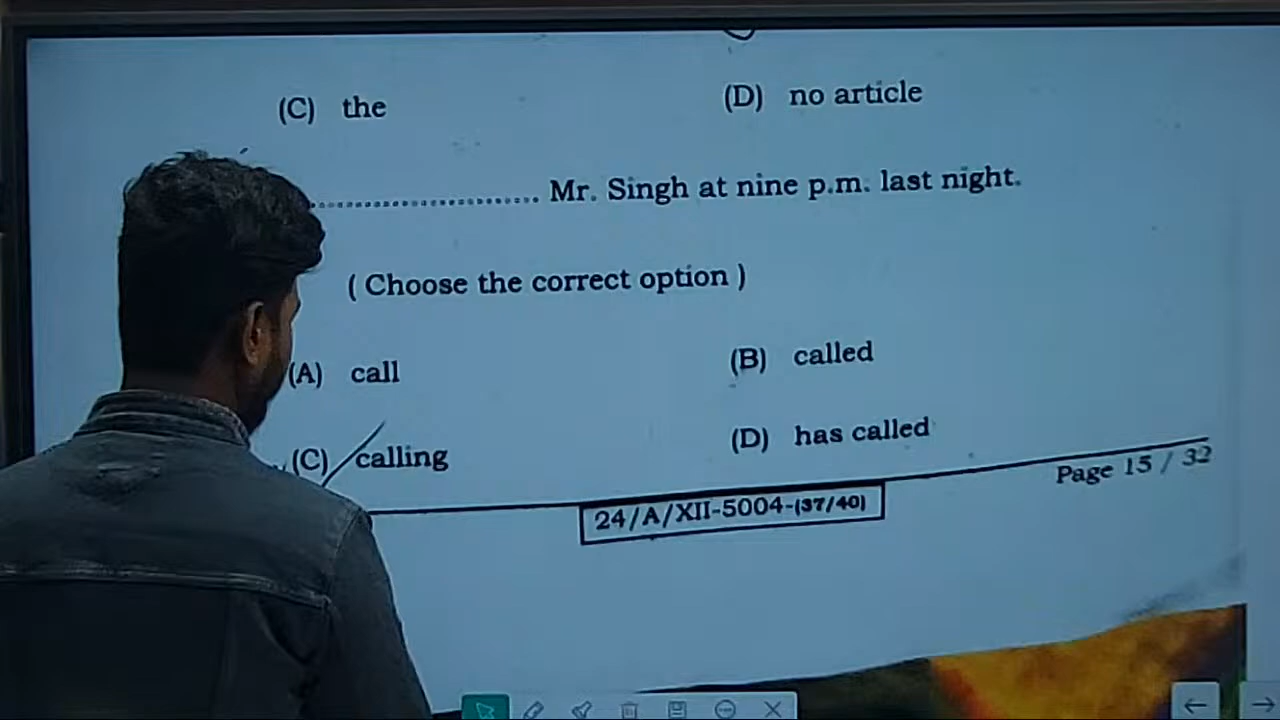 (C) the (D) no article
........................... Mr. Singh at nine p.m. last night.
( Choose the correct option )
(A) call (B) called
(C) calling (D) has called
Page 15 / 32
24/A/XII-5004-(37/40)